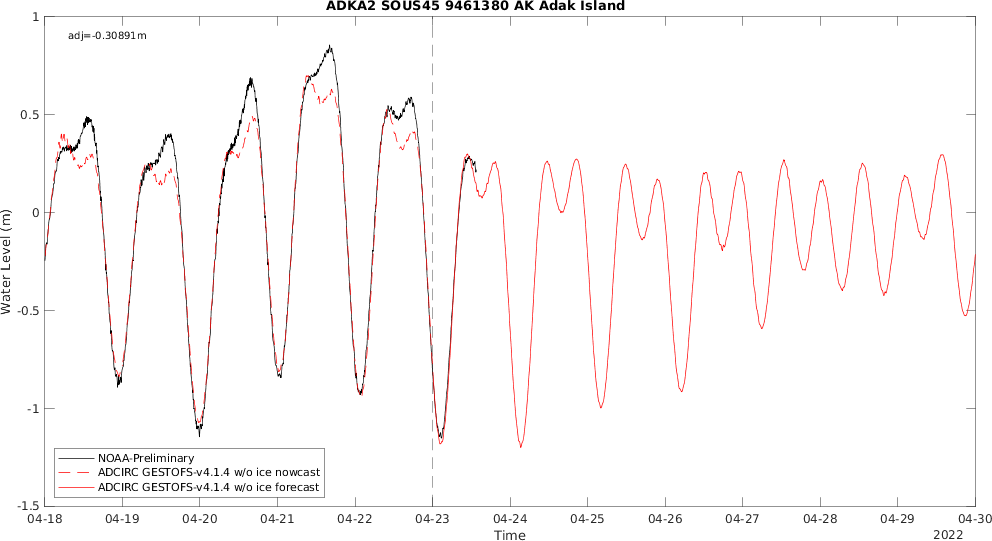 ADKA2 SOUS45 9461380 AK Adak Island
adj=-0.30891m
1
0.5
0
-0.5
-1
-1.5
Water Level (m)
NOAA-Preliminary
ADCIRC GESTOFS-v4.1.4 w/o ice nowcast
ADCIRC GESTOFS-v4.1.4 w/o ice forecast
04-18 04-19 04-20 04-21 04-22 04-23 04-24 04-25 04-26 04-27 04-28 04-29 04-30
Time
2022